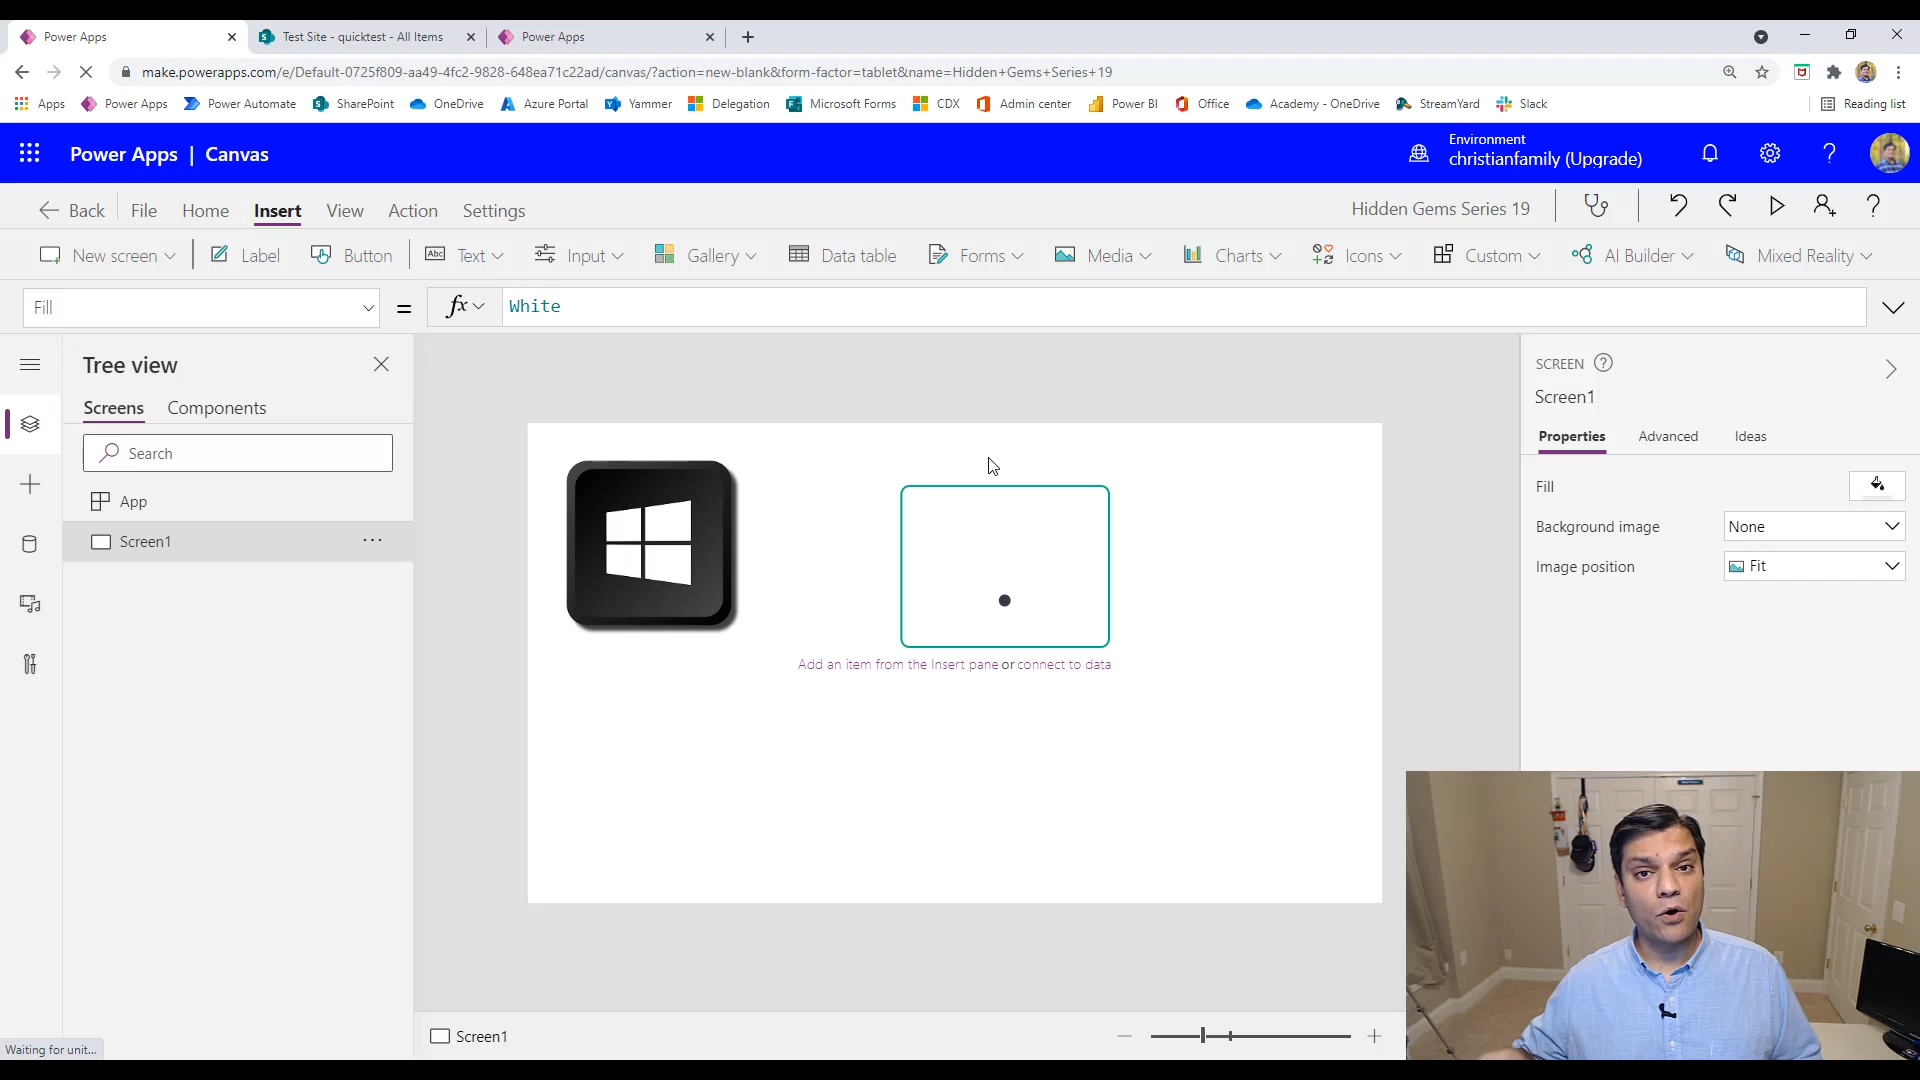 Power Apps
Test Site - quicktest - All Items
Power Apps
make.powerapps.com/e/Default-0725f809-aa49-4fc2-9828-648ea71c22ad/canvas/?action=new-blank&form-factor=tablet&name=Hidden+Gems+Series+19
Apps Power Apps Power Automate SharePoint OneDrive Azure Portal Yammer Delegation Microsoft Forms CDX Admin center Power BI Office Academy - OneDrive StreamYard Slack Reading list
Power Apps | Canvas
Environment
christianfamily (Upgrade)
Back File Home Insert View Action Settings
Hidden Gems Series 19
New screen Label Button Abc Text Input Gallery Data table Forms Media Charts Icons Custom AI Builder Mixed Reality
Fill = fx White
Tree view
Screens Components
Search
App
Screen1
Add an item from the Insert pane or connect to data
SCREEN
Screen1
Properties Advanced Ideas
Fill
Background image None
Image position Fit
Screen1
Waiting for unit...